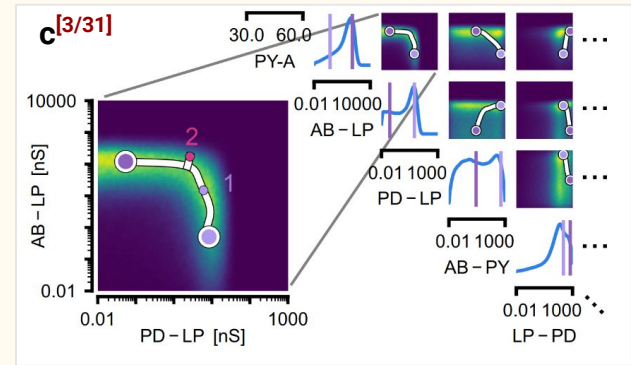 c[3/31]
30.0 60.0
PY-A
0.01 10000
AB – LP
0.01 1000
PD – LP
0.01 1000
AB – PY
0.01 1000
LP – PD
10000
AB – LP [nS]
0.01
2
1
0.01
1000
PD – LP [nS]